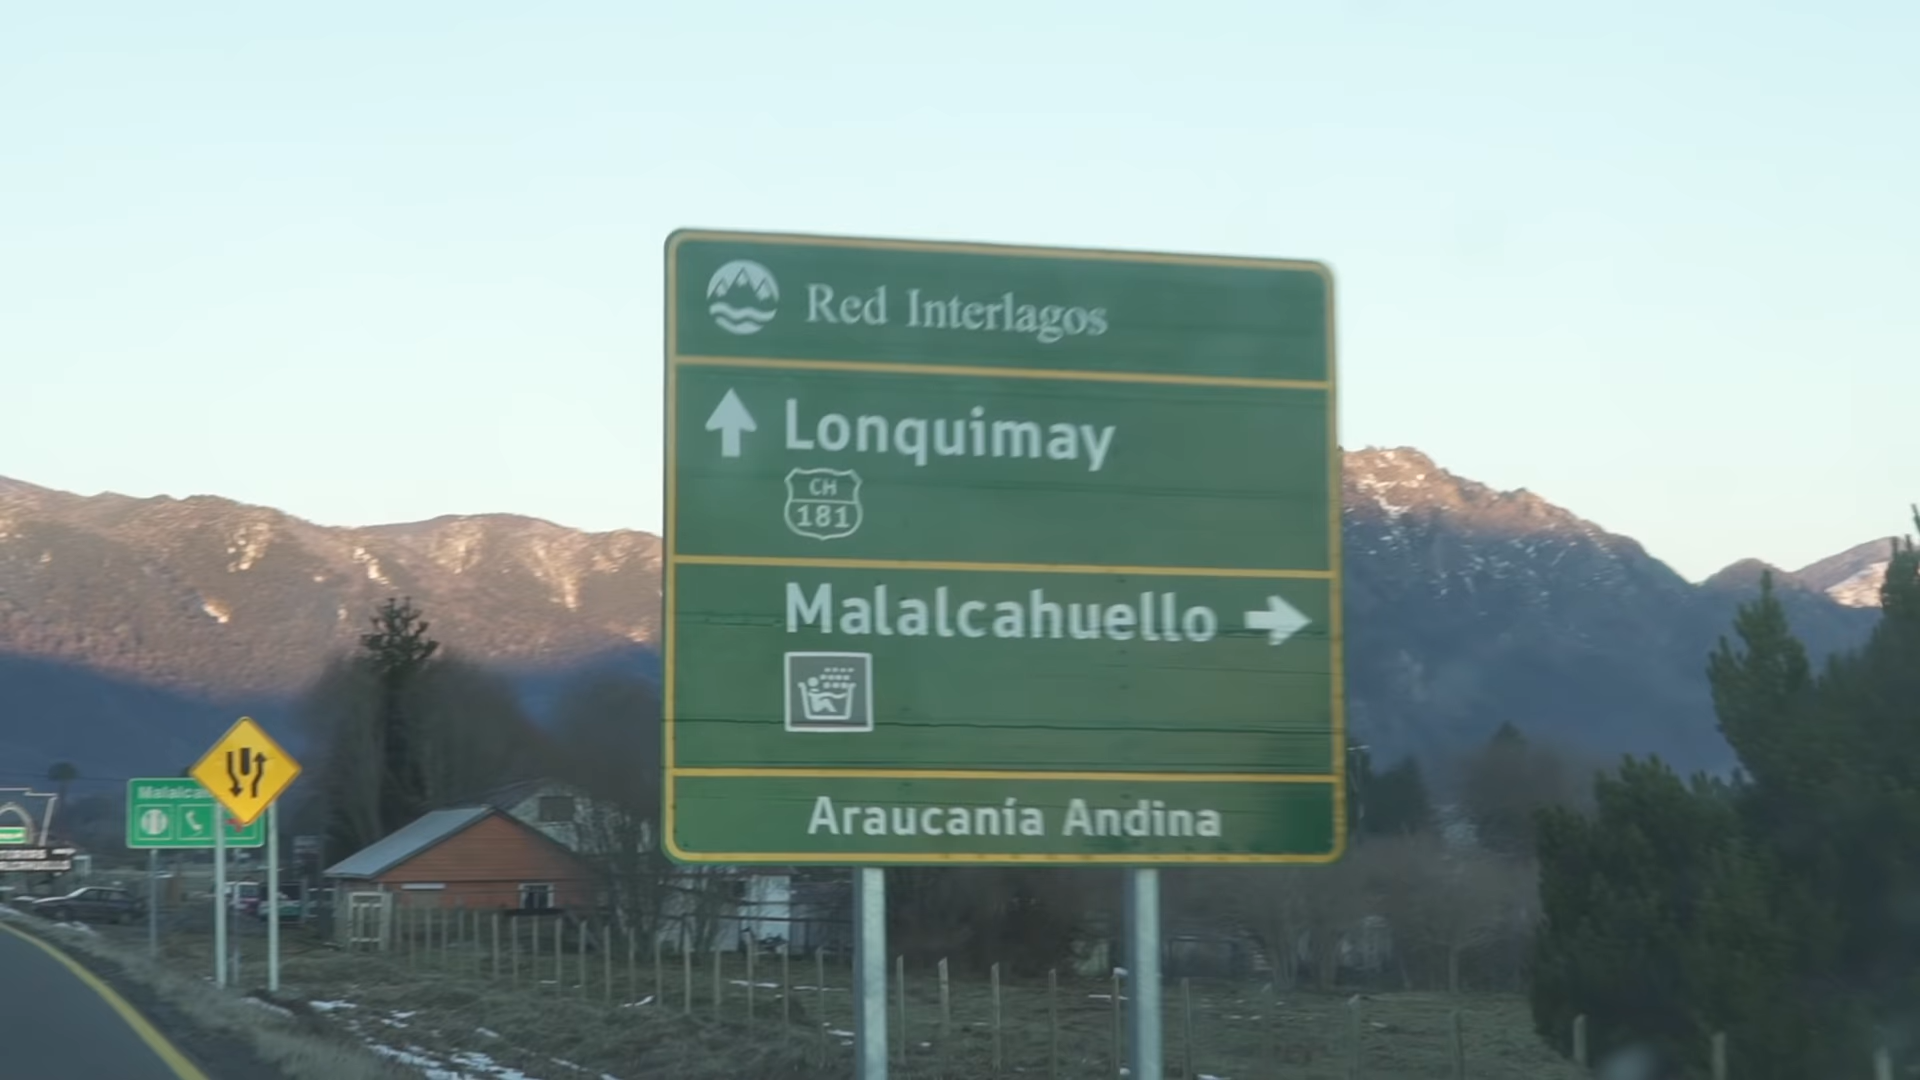 Red Interlagos
Lonquimay
CH
181
Malalcahuello
Araucanía Andina